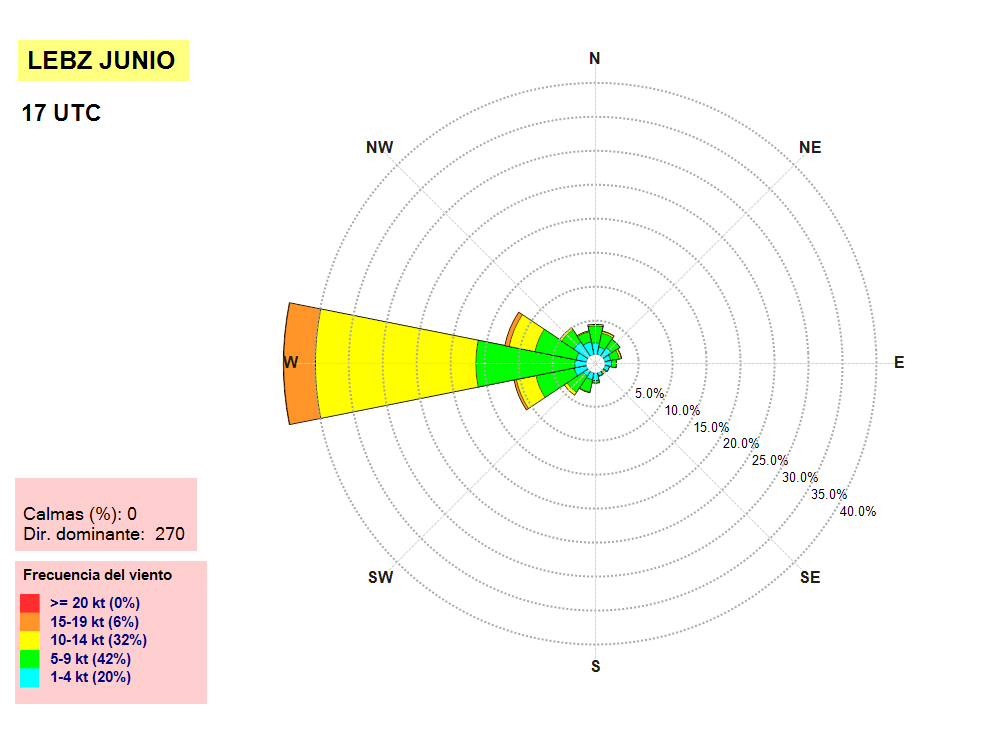 LEBZ JUNIO
17 UTC
N
NW
NE
W
E
5.0%
10.0%
15.0%
20.0%
25.0%
30.0%
35.0%
40.0%
SW
SE
S
Calmas (%): 0
Dir. dominante: 270
Frecuencia del viento
>= 20 kt (0%)
15-19 kt (6%)
10-14 kt (32%)
5-9 kt (42%)
1-4 kt (20%)